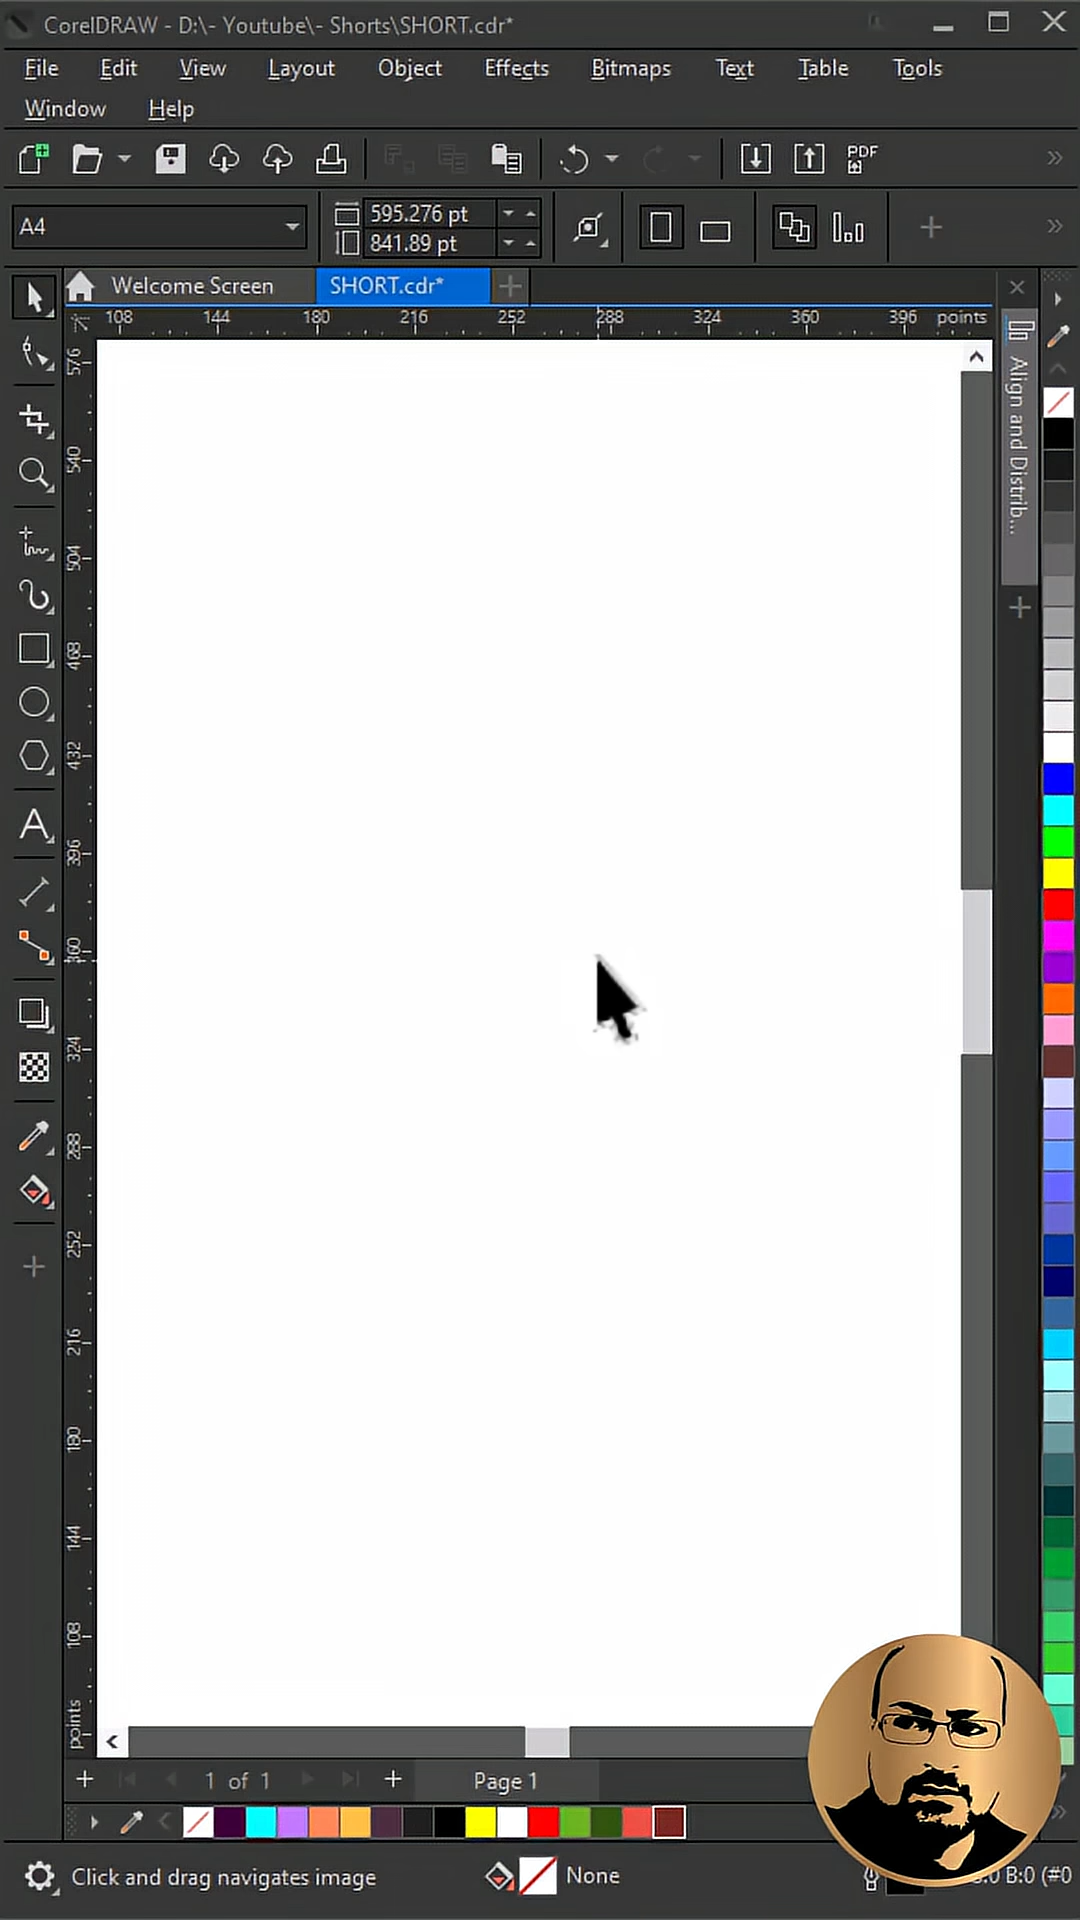 CorelDRAW - D:\- Youtube\- Shorts\SHORT.cdr*
File Edit View Layout Object Effects Bitmaps Text Table Tools
Window Help
PDF
A4
595.276 pt
841.89 pt
Welcome Screen SHORT.cdr*
108 144 180 216 252 288 324 360 396 points
576
540
504
468
432
396
360
324
288
252
216
180
144
108
points
Align and Distrib...
1 of 1 Page 1
Click and drag navigates image None B:0 (#0